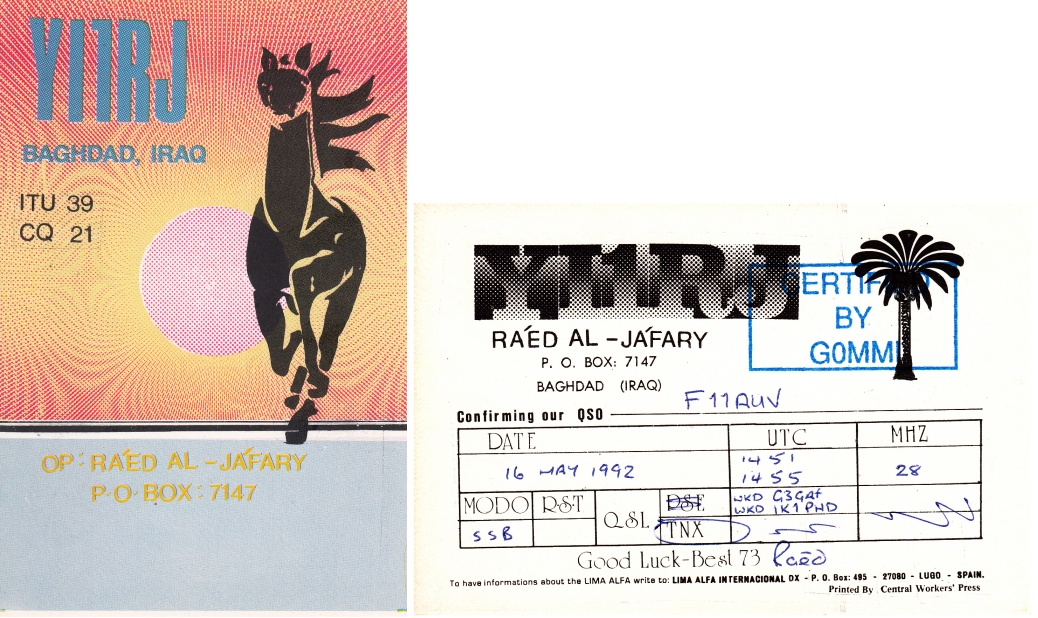 YI1RJ
BAGHDAD, IRAQ
ITU 39
CQ 21
OP: RA'ED AL-JA'FARY
P·O·BOX: 7147
YI1RJ
CERTIFIED
BY
G0MM
RA'ED AL-JA'FARY
P. O. BOX: 7147
BAGHDAD (IRAQ)
F11AUV
Confirming our QSO
DATE UTC MHZ
16 MAY 1992 1451 28
1455
MODO RST QSL PSE WKD G3GAF
WKD IK1PHD
SSB TNX
Good Luck-Best 73 Raed
To have informations about the LIMA ALFA write to: LIMA ALFA INTERNACIONAL DX - P. O. Box: 495 - 27080 - LUGO - SPAIN.
Printed By Central Workers' Press